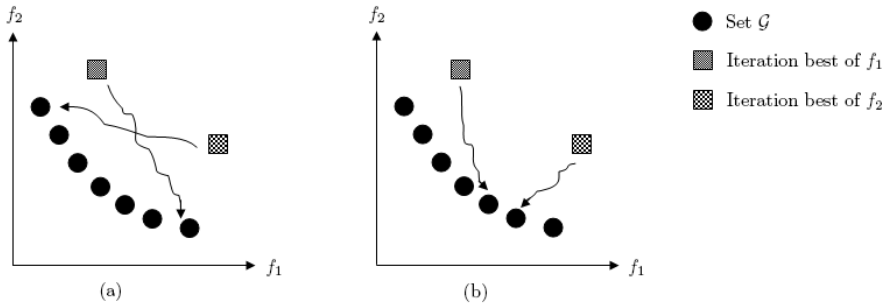 f₂
f₁
(a)
f₂
f₁
(b)
Set 𝒢
Iteration best of f₁
Iteration best of f₂